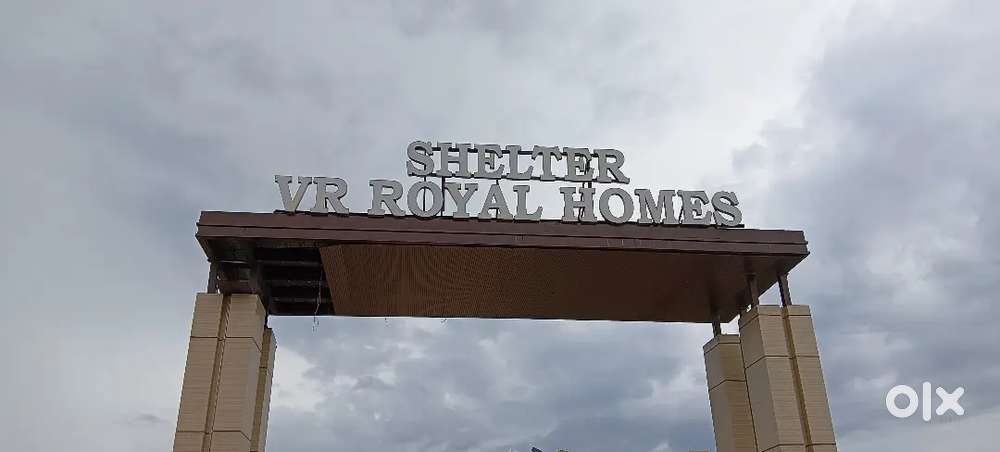 SHELTER
VR ROYAL HOMES
olx